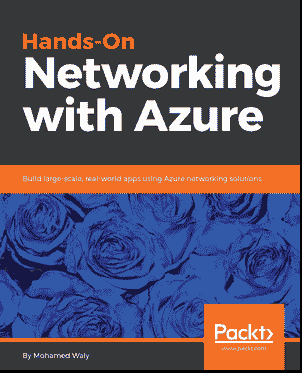 Hands-On
Networking
with Azure
Build large-scale, real-world apps using Azure networking solutions
Packt>
www.packt.com
By Mohamed Waly